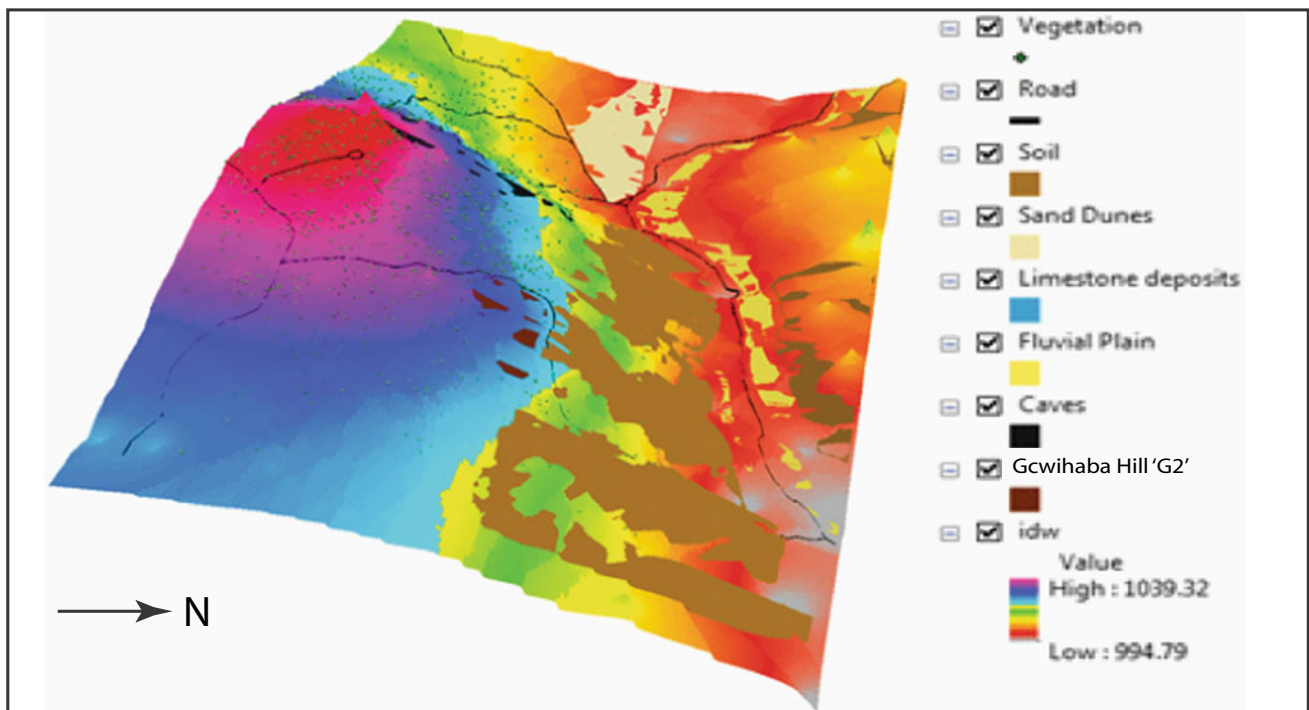 Vegetation
Road
Soil
Sand Dunes
Limestone deposits
Fluvial Plain
Caves
Gcwihaba Hill 'G2'
idw
Value
High : 1039.32
Low : 994.79
N